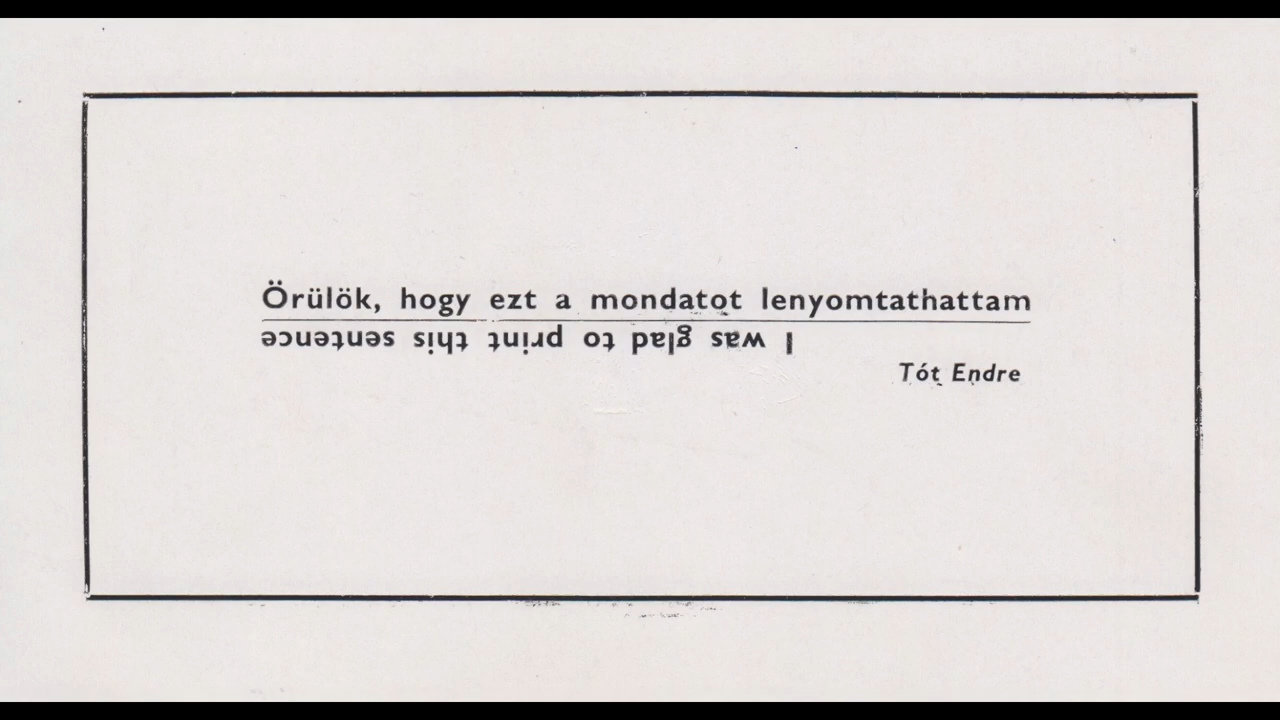 Örülök, hogy ezt a mondatot lenyomtathattam
I was glad to print this sentence
Tót Endre